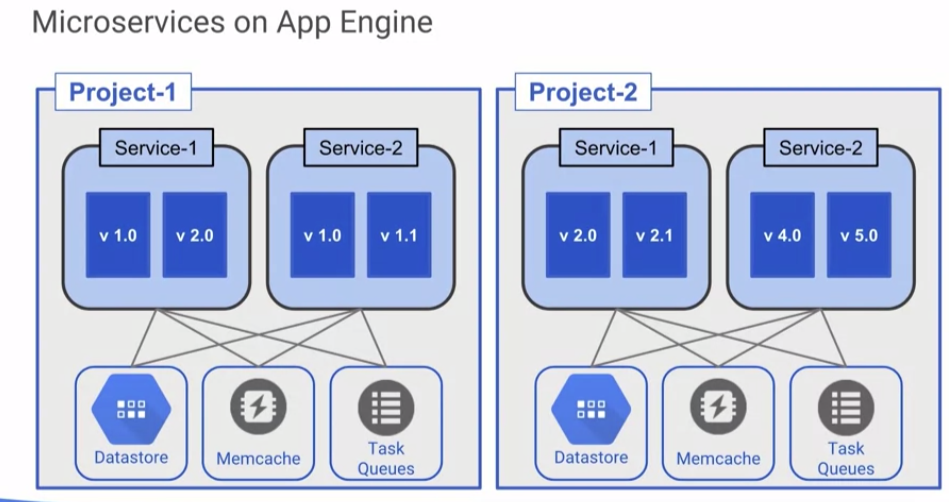 Microservices on App Engine
Project-1
Service-1
v 1.0
v 2.0
Service-2
v 1.0
v 1.1
Datastore
Memcache
Task
Queues
Project-2
Service-1
v 2.0
v 2.1
Service-2
v 4.0
v 5.0
Datastore
Memcache
Task
Queues